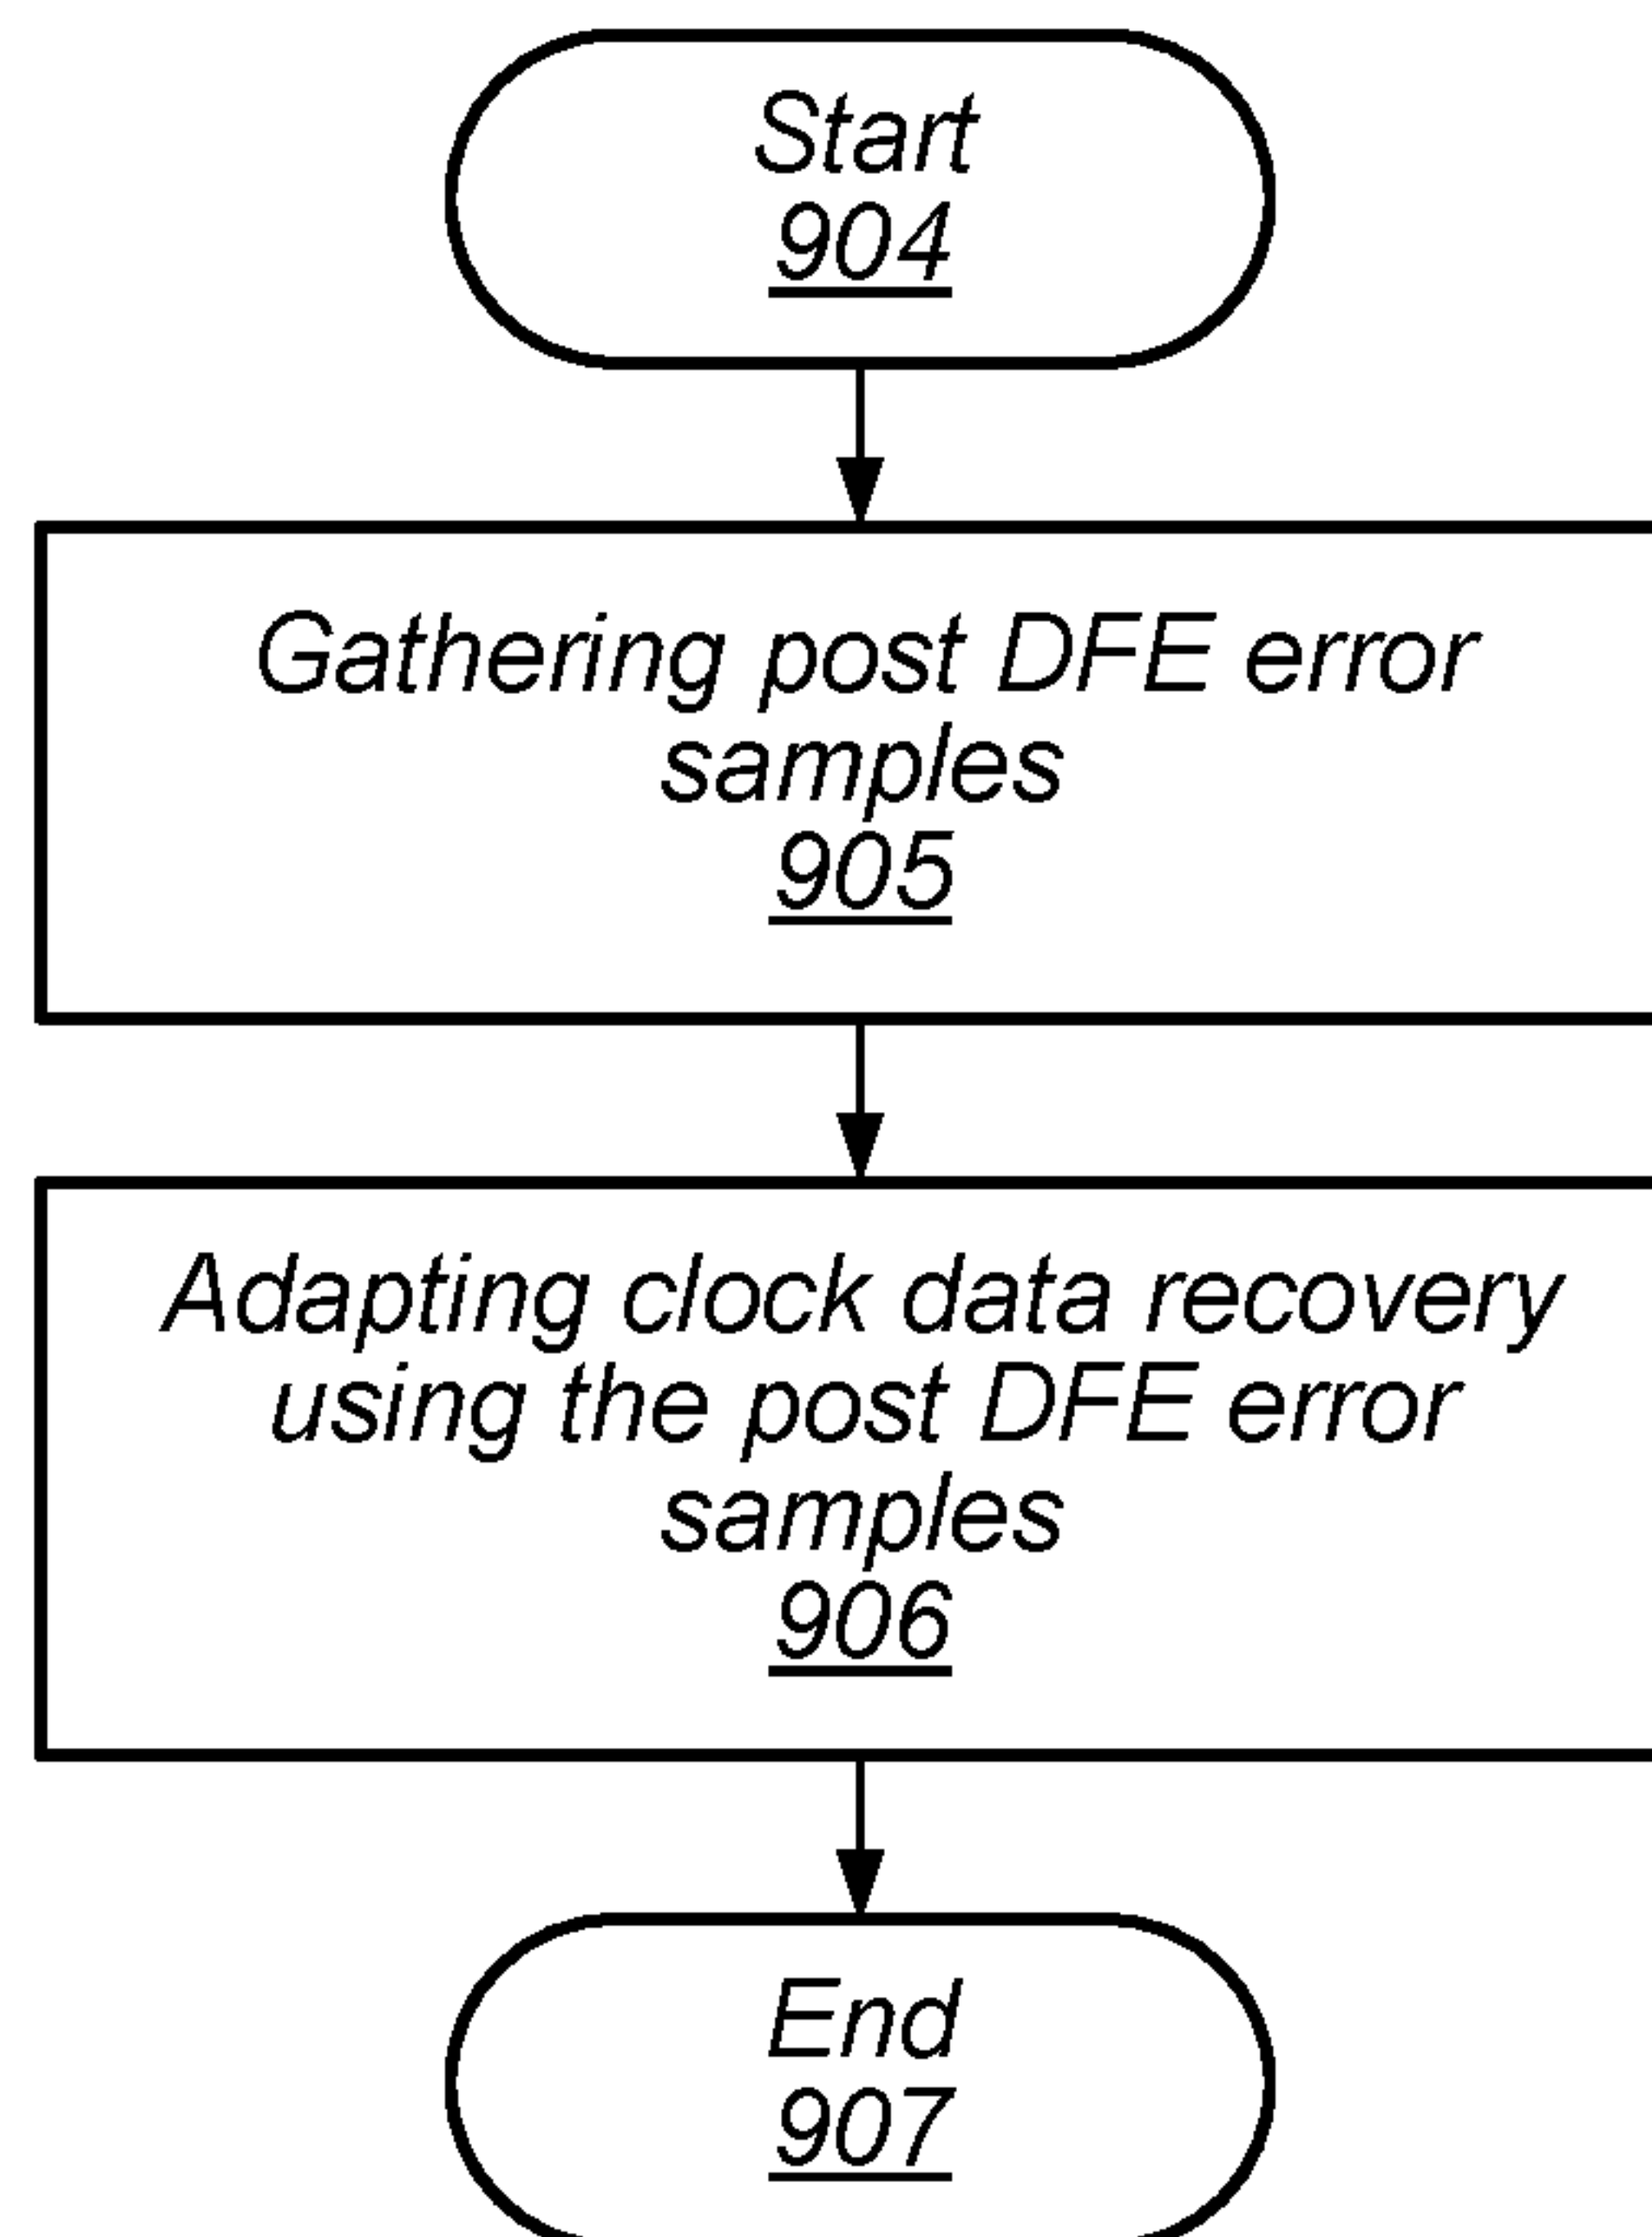 Start
904
Gathering post DFE error
samples
905
Adapting clock data recovery
using the post DFE error
samples
906
End
907